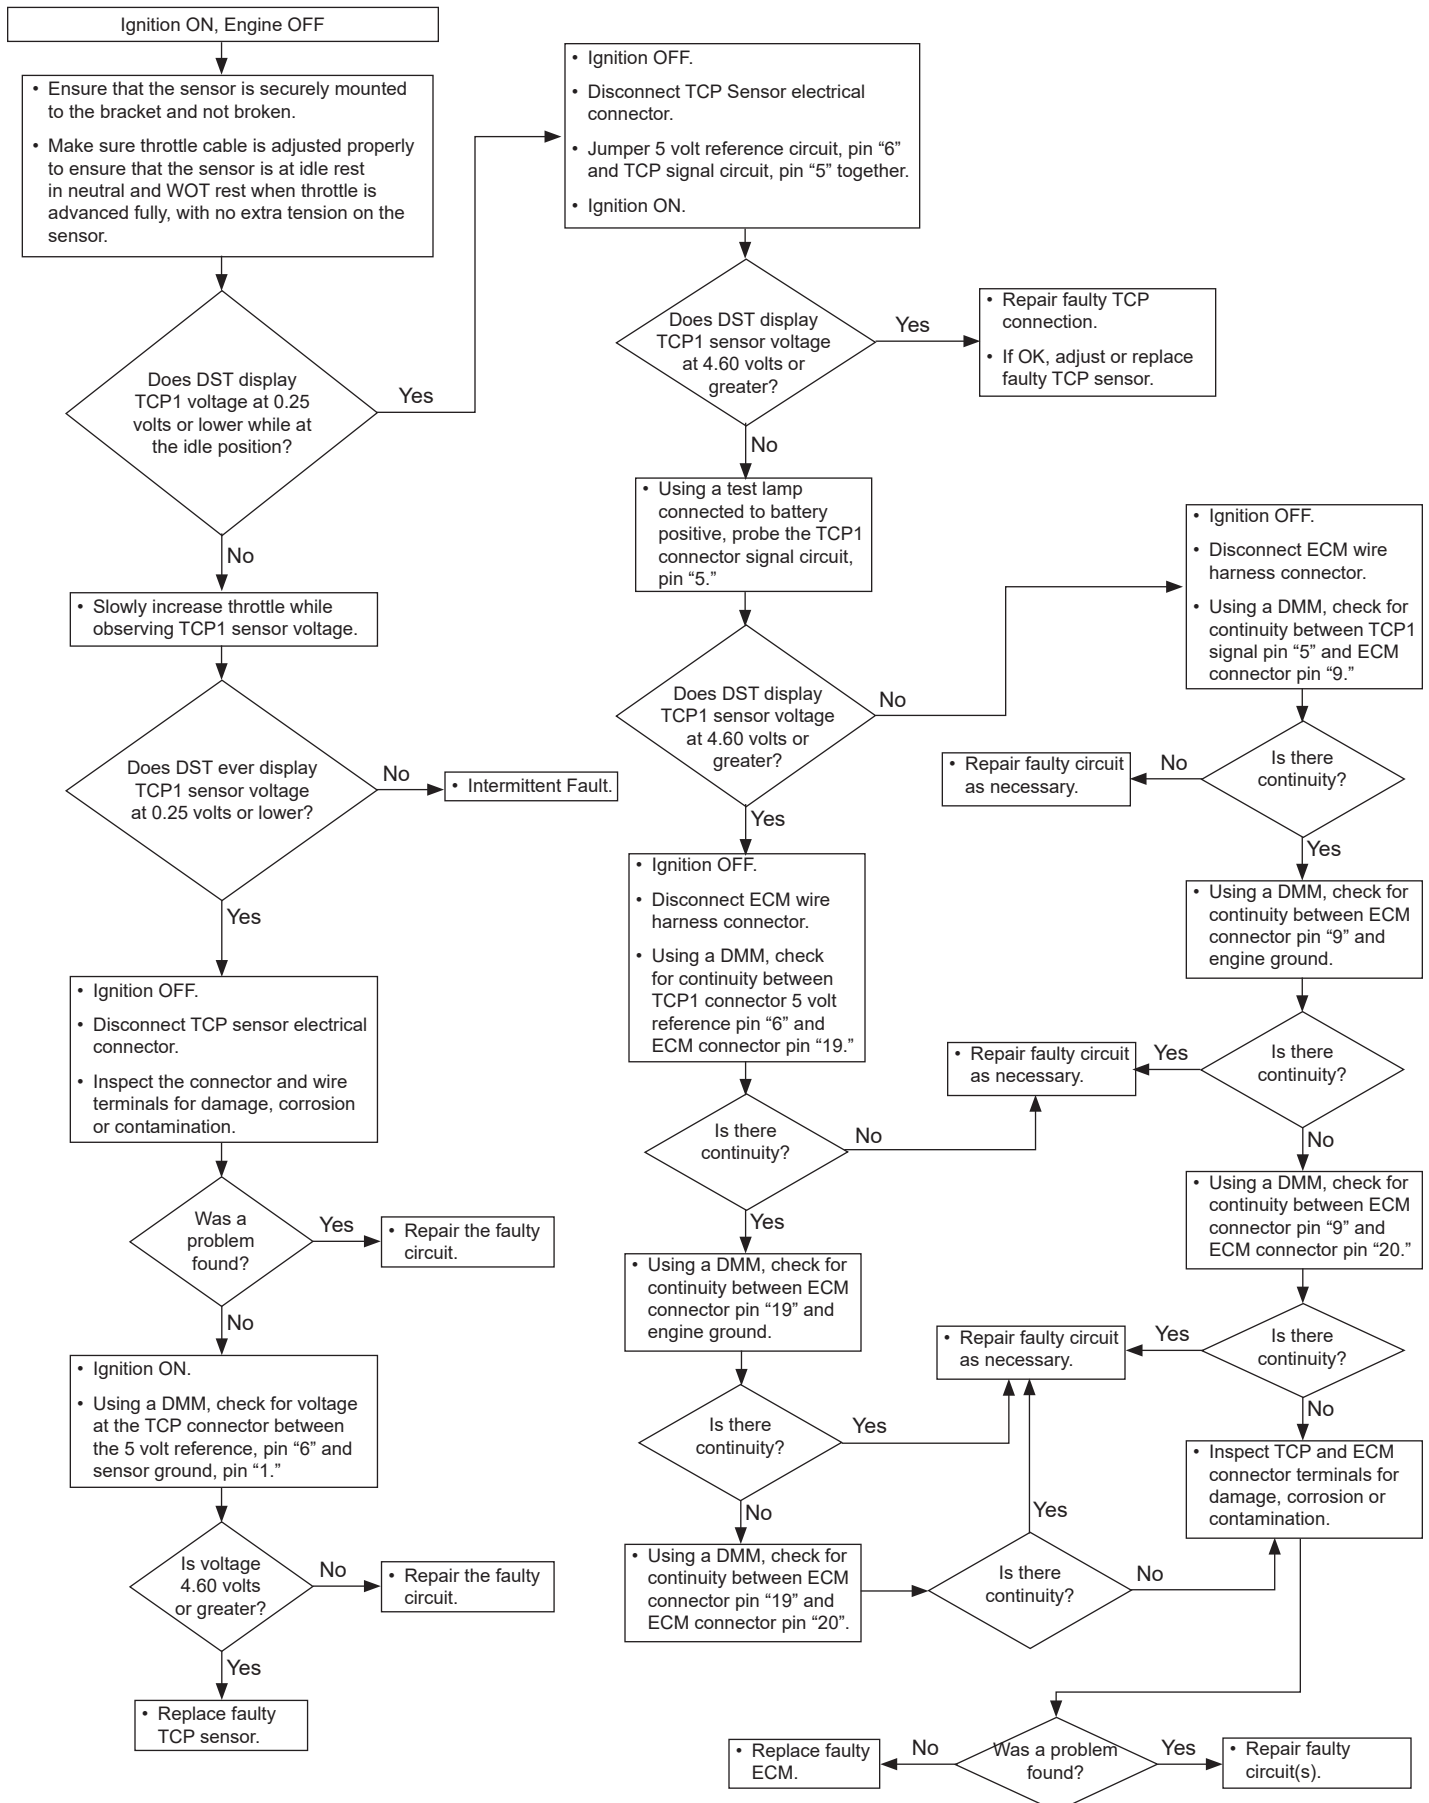 Ignition ON, Engine OFF
• Ensure that the sensor is securely mounted
to the bracket and not broken.
• Make sure throttle cable is adjusted properly
to ensure that the sensor is at idle rest
in neutral and WOT rest when throttle is
advanced fully, with no extra tension on the
sensor.
Does DST display
TCP1 voltage at 0.25
volts or lower while at
the idle position?
Yes
No
• Slowly increase throttle while
observing TCP1 sensor voltage.
Does DST ever display
TCP1 sensor voltage
at 0.25 volts or lower?
No
• Intermittent Fault.
Yes
• Ignition OFF.
• Disconnect TCP sensor electrical
connector.
• Inspect the connector and wire
terminals for damage, corrosion
or contamination.
Was a
problem
found?
Yes
• Repair the faulty
circuit.
No
• Ignition ON.
• Using a DMM, check for voltage
at the TCP connector between
the 5 volt reference, pin “6” and
sensor ground, pin “1.”
Is voltage
4.60 volts
or greater?
No
• Repair the faulty
circuit.
Yes
• Replace faulty
TCP sensor.
• Ignition OFF.
• Disconnect TCP Sensor electrical
connector.
• Jumper 5 volt reference circuit, pin “6”
and TCP signal circuit, pin “5” together.
• Ignition ON.
Does DST display
TCP1 sensor voltage
at 4.60 volts or
greater?
Yes
• Repair faulty TCP
connection.
• If OK, adjust or replace
faulty TCP sensor.
No
• Using a test lamp
connected to battery
positive, probe the TCP1
connector signal circuit,
pin “5.”
Does DST display
TCP1 sensor voltage
at 4.60 volts or
greater?
No
Yes
• Ignition OFF.
• Disconnect ECM wire
harness connector.
• Using a DMM, check
for continuity between
TCP1 connector 5 volt
reference pin “6” and
ECM connector pin “19.”
Is there
continuity?
No
Yes
• Using a DMM, check for
continuity between ECM
connector pin “19” and
engine ground.
Is there
continuity?
Yes
No
• Using a DMM, check for
continuity between ECM
connector pin “19” and
ECM connector pin “20”.
Is there
continuity?
Yes
No
• Ignition OFF.
• Disconnect ECM wire
harness connector.
• Using a DMM, check for
continuity between TCP1
signal pin “5” and ECM
connector pin “9.”
Is there
continuity?
No
• Repair faulty circuit
as necessary.
Yes
• Using a DMM, check for
continuity between ECM
connector pin “9” and
engine ground.
Is there
continuity?
Yes
• Repair faulty circuit
as necessary.
No
• Using a DMM, check for
continuity between ECM
connector pin “9” and
ECM connector pin “20.”
Is there
continuity?
Yes
• Repair faulty circuit
as necessary.
No
• Inspect TCP and ECM
connector terminals for
damage, corrosion or
contamination.
Was a problem
found?
No
• Replace faulty
ECM.
Yes
• Repair faulty
circuit(s).